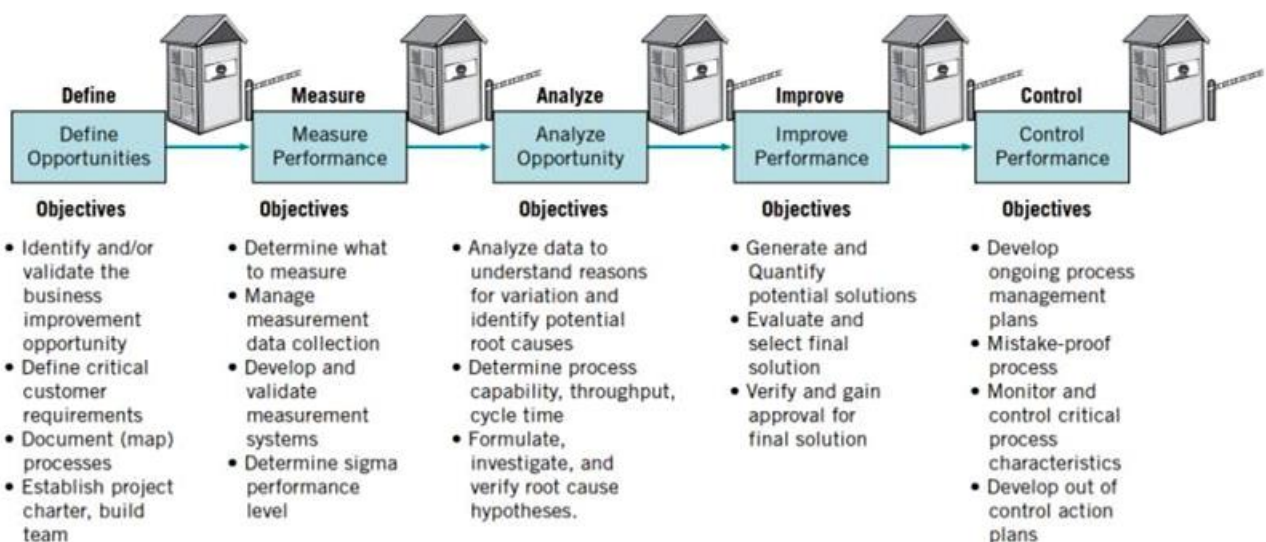 Define
Define
Opportunities
Objectives
• Identify and/or
validate the
business
improvement
opportunity
• Define critical
customer
requirements
• Document (map)
processes
• Establish project
charter, build
team
Measure
Measure
Performance
Objectives
• Determine what
to measure
• Manage
measurement
data collection
• Develop and
validate
measurement
systems
• Determine sigma
performance
level
Analyze
Analyze
Opportunity
Objectives
• Analyze data to
understand reasons
for variation and
identify potential
root causes
• Determine process
capability, throughput,
cycle time
• Formulate,
investigate, and
verify root cause
hypotheses.
Improve
Improve
Performance
Objectives
• Generate and
Quantify
potential solutions
• Evaluate and
select final
solution
• Verify and gain
approval for
final solution
Control
Control
Performance
Objectives
• Develop
ongoing process
management
plans
• Mistake-proof
process
• Monitor and
control critical
process
characteristics
• Develop out of
control action
plans